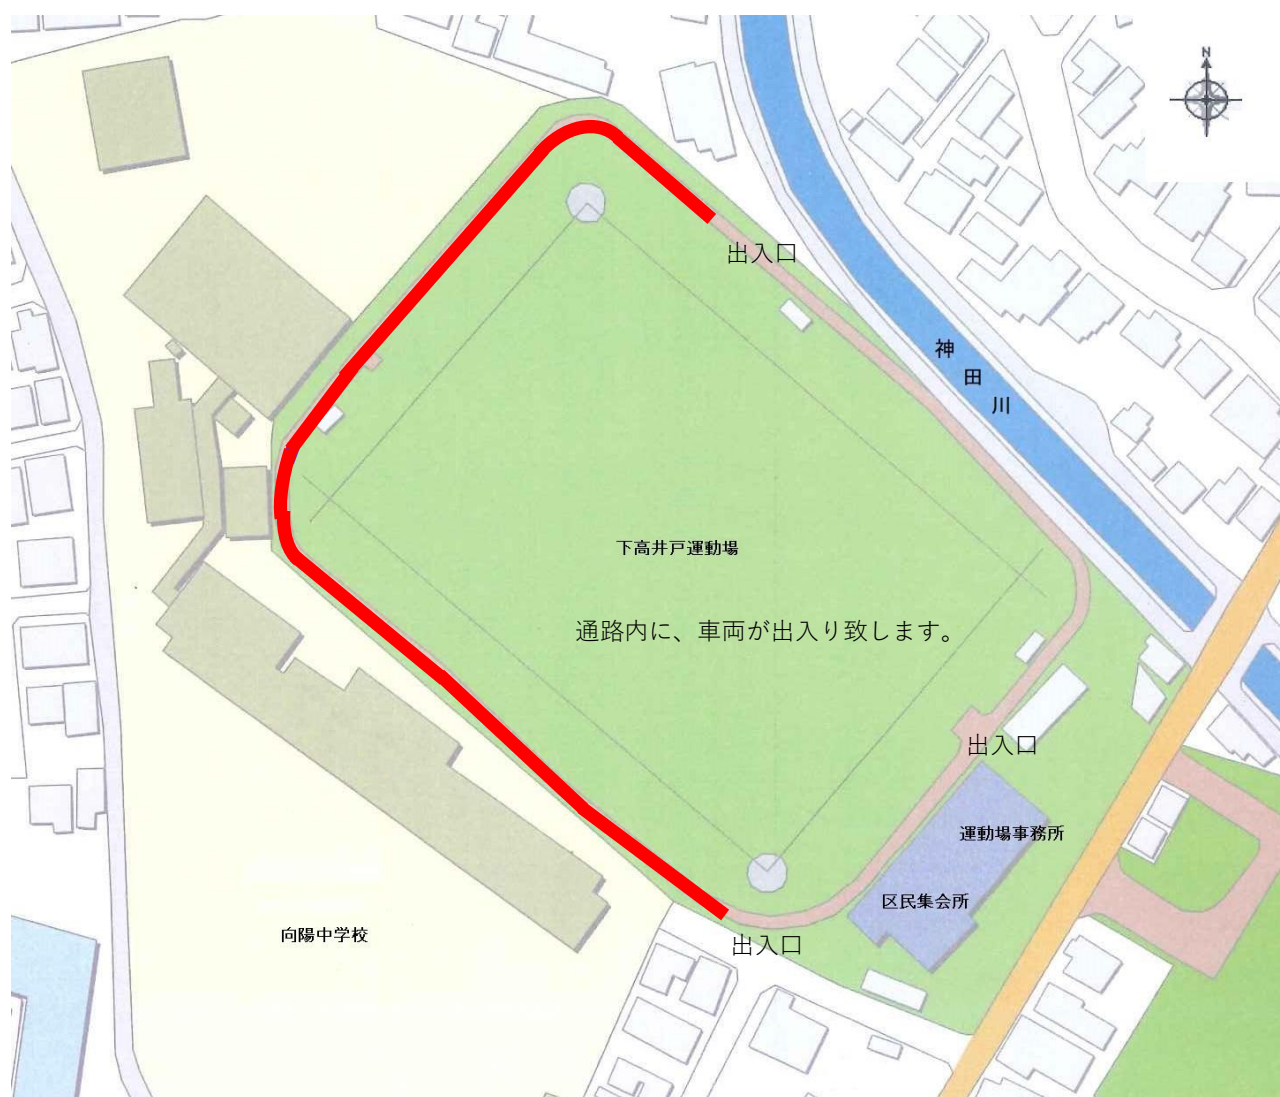 N
出入口
神田川
下高井戸運動場
通路内に、車両が出入り致します。
出入口
運動場事務所
区民集会所
向陽中学校
出入口